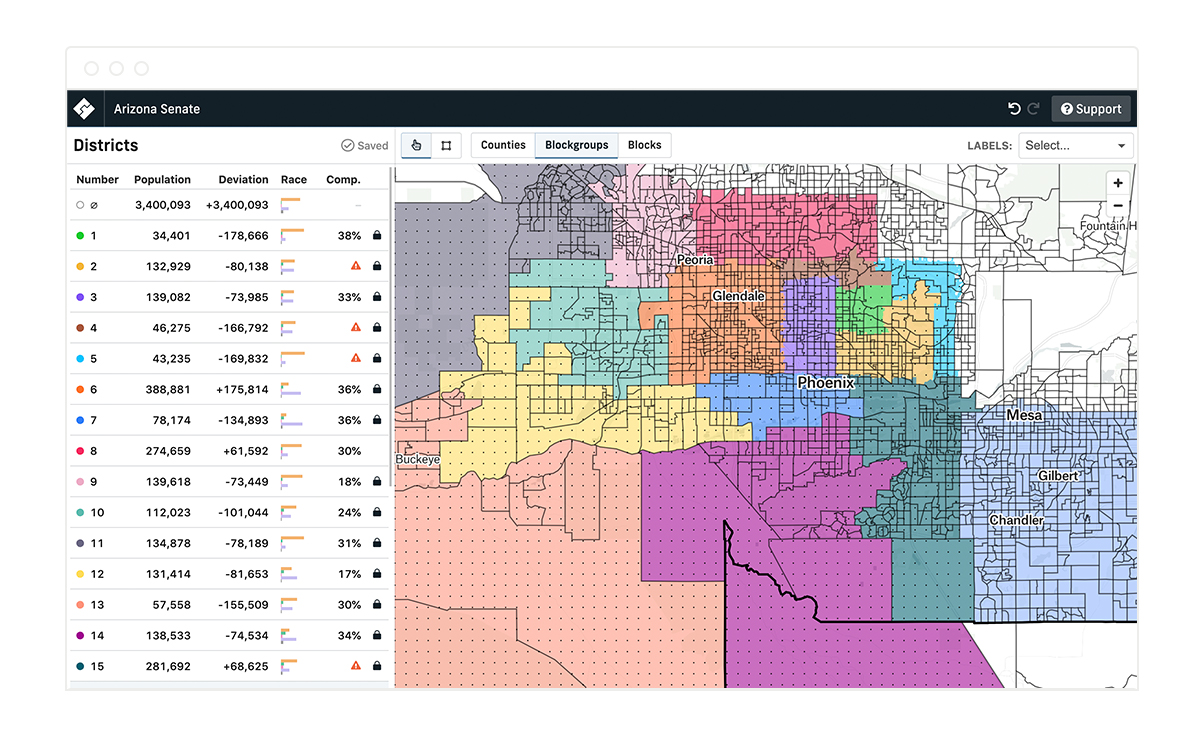 Arizona Senate
Support
Districts
Saved
Counties Blockgroups Blocks
LABELS: Select...
Number Population Deviation Race Comp.
∅ 3,400,093 +3,400,093 –
1 34,401 -178,666 38%
2 132,929 -80,138
3 139,082 -73,985 33%
4 46,275 -166,792
5 43,235 -169,832
6 388,881 +175,814 36%
7 78,174 -134,893 36%
8 274,659 +61,592 30%
9 139,618 -73,449 18%
10 112,023 -101,044 24%
11 134,878 -78,189 31%
12 131,414 -81,653 17%
13 57,558 -155,509 30%
14 138,533 -74,534 34%
15 281,692 +68,625
+
−
Fountain H
Peoria
Glendale
Phoenix
Mesa
Buckeye
Gilbert
Chandler